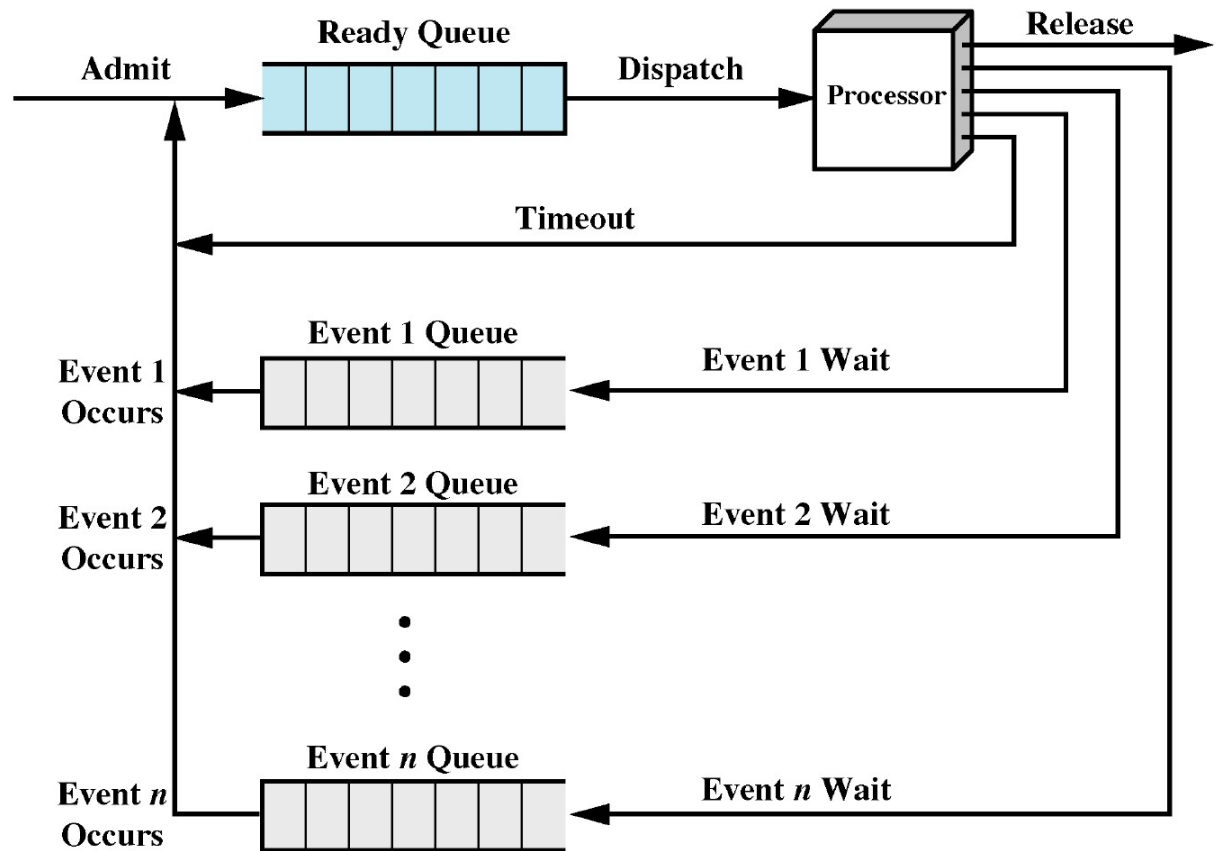 Ready Queue
Release
Admit
Dispatch
Processor
Timeout
Event 1 Queue
Event 1
Occurs
Event 1 Wait
Event 2 Queue
Event 2
Occurs
Event 2 Wait
Event n Queue
Event n
Occurs
Event n Wait